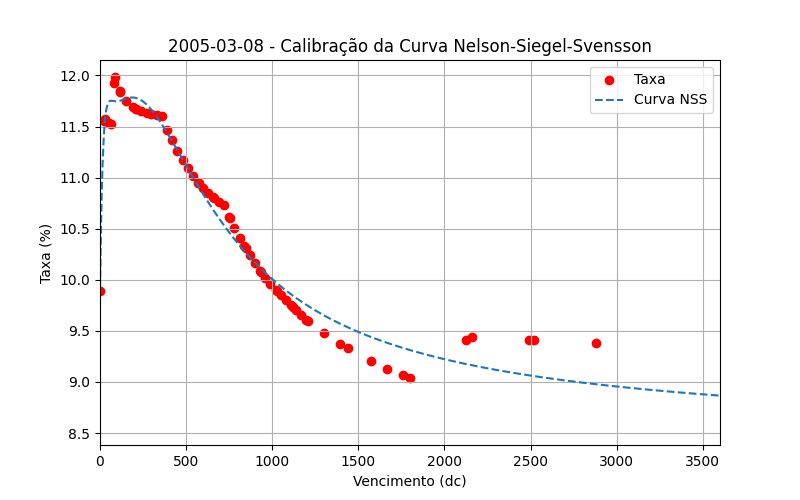 2005-03-08 - Calibração da Curva Nelson-Siegel-Svensson
Taxa
Curva NSS
12.0
11.5
11.0
10.5
10.0
9.5
9.0
8.5
Taxa (%)
0 500 1000 1500 2000 2500 3000 3500
Vencimento (dc)